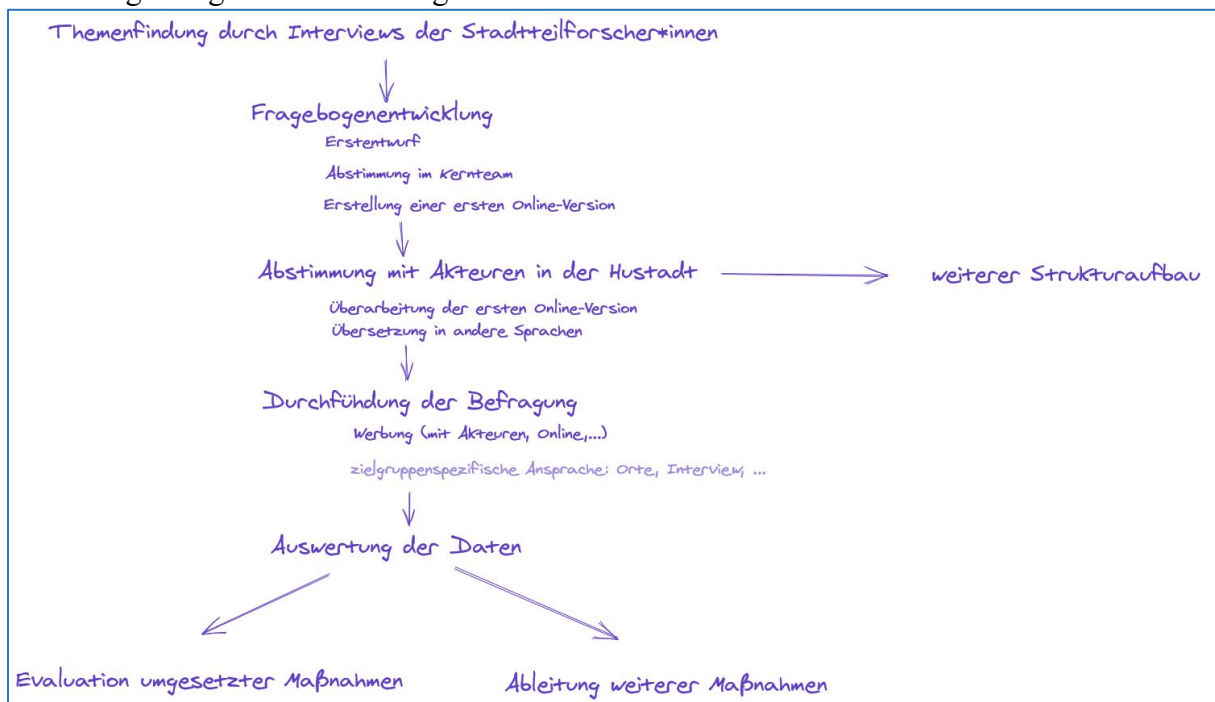 Themenfindung durch Interviews der Stadtteilforscher*innen
Fragebogenentwicklung
Erstentwurf
Abstimmung im Kernteam
Erstellung einer ersten Online-Version
Abstimmung mit Akteuren in der Hustadt
weiterer Strukturaufbau
Überarbeitung der ersten Online-Version
Übersetzung in andere Sprachen
Durchfühdung der Befragung
Werbung (mit Akteuren, Online,...)
zielgruppenspezifische Ansprache: Orte, Interview, ...
Auswertung der Daten
Evaluation umgesetzter Maßnahmen
Ableitung weiterer Maßnahmen